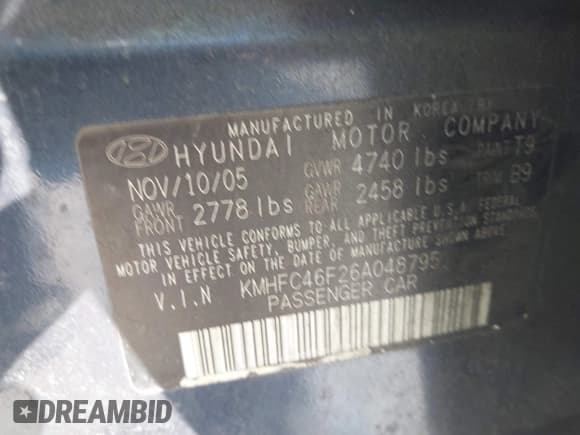 MANUFACTURED IN KOREA BY
HYUNDAI MOTOR COMPANY
NOV/10/05 GVWR 4740 lbs PAINT T9
GAWR FRONT 2778 lbs GAWR REAR 2458 lbs TRIM B9
THIS VEHICLE CONFORMS TO ALL APPLICABLE U.S.A FEDERAL
MOTOR VEHICLE SAFETY, BUMPER, AND THEFT PREVENTION STANDARDS
IN EFFECT ON THE DATE OF MANUFACTURE SHOWN ABOVE.
V.I.N KMHFC46F26A048795
PASSENGER CAR
DREAMBID